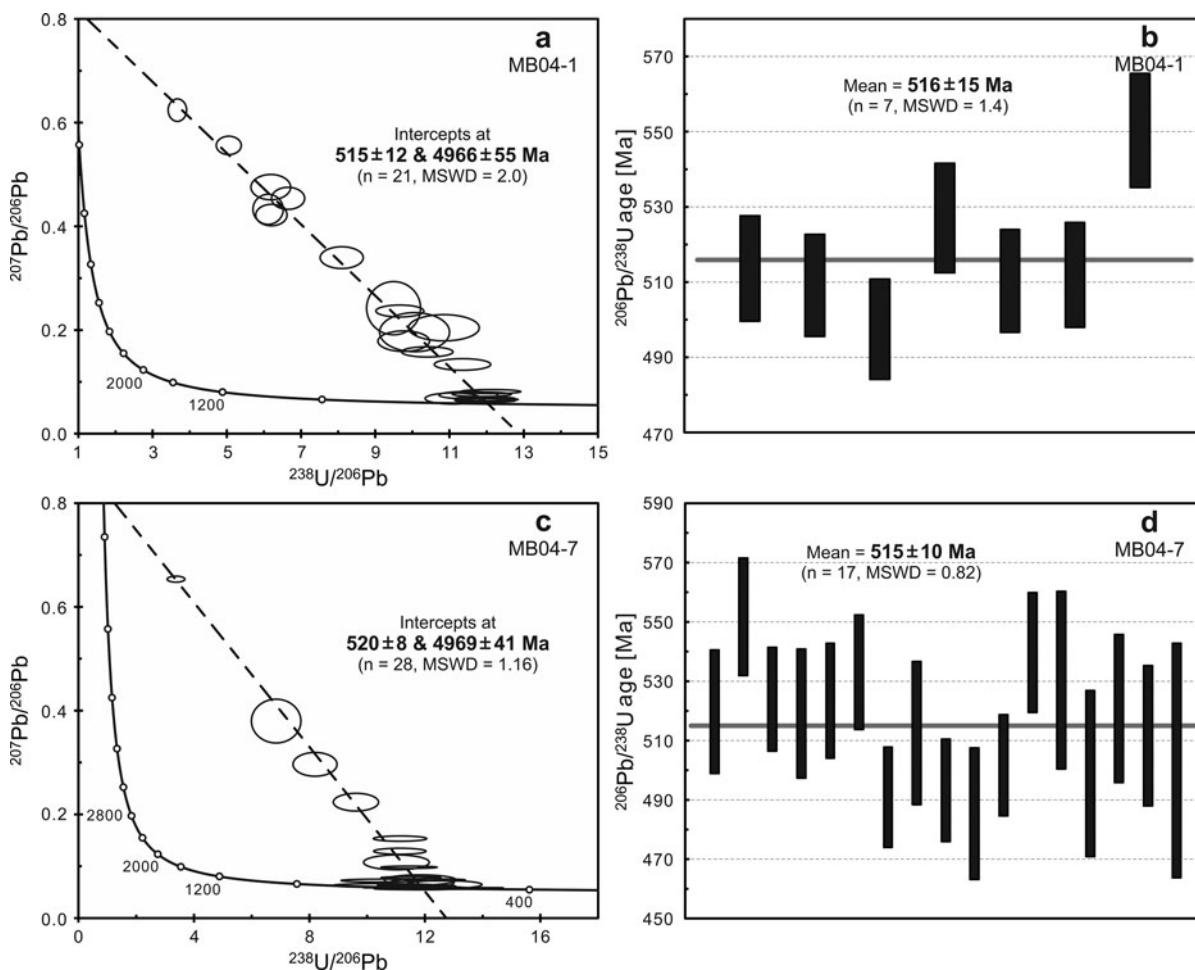 0.8
0.6
0.4
0.2
0.0
²⁰⁷Pb/²⁰⁶Pb
a
MB04-1
Intercepts at
515±12 & 4966±55 Ma
(n = 21, MSWD = 2.0)
2000
1200
1
3
5
7
9
11
13
15
²³⁸U/²⁰⁶Pb
570
550
530
510
490
470
²⁰⁶Pb/²³⁸U age [Ma]
b
MB04-1
Mean = 516±15 Ma
(n = 7, MSWD = 1.4)
0.8
0.6
0.4
0.2
0.0
²⁰⁷Pb/²⁰⁶Pb
c
MB04-7
Intercepts at
520±8 & 4969±41 Ma
(n = 28, MSWD = 1.16)
2800
2000
1200
400
0
4
8
12
16
²³⁸U/²⁰⁶Pb
590
570
550
530
510
490
470
450
²⁰⁶Pb/²³⁸U age [Ma]
d
MB04-7
Mean = 515±10 Ma
(n = 17, MSWD = 0.82)